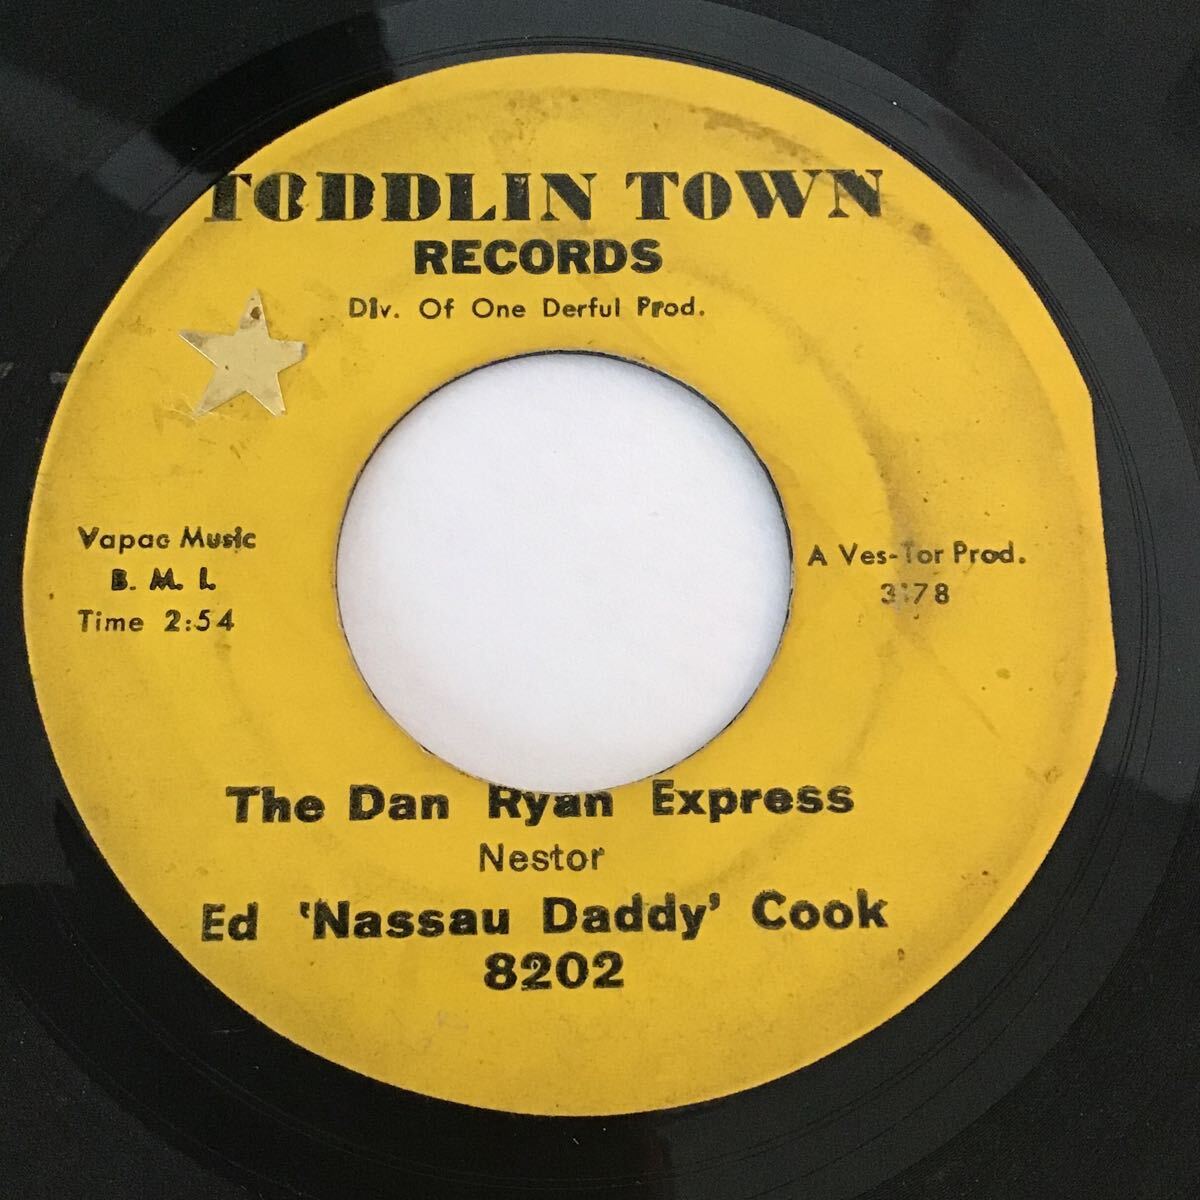 TODDLIN TOWN
RECORDS
Div. Of One Derful Prod.
Vapac Music
B. M. I.
Time 2:54
A Ves-Tor Prod.
The Dan Ryan Express
Nestor
Ed 'Nassau Daddy' Cook
8202